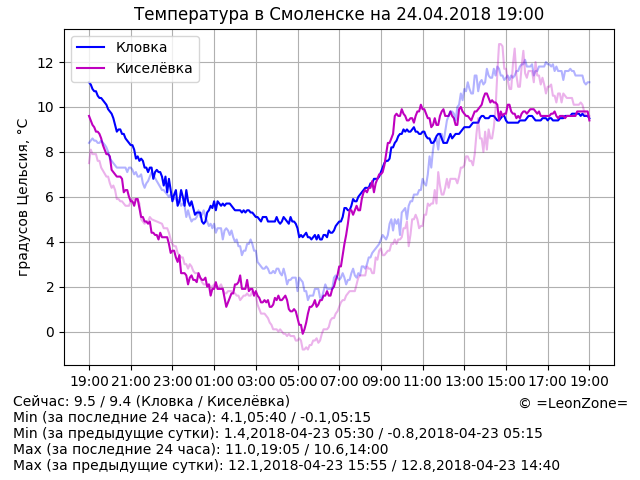 Температура в Смоленске на 24.04.2018 19:00
Кловка
Киселёвка
градусов Цельсия, °C
12
10
8
6
4
2
0
19:00 21:00 23:00 01:00 03:00 05:00 07:00 09:00 11:00 13:00 15:00 17:00 19:00
Сейчас: 9.5 / 9.4 (Кловка / Киселёвка)
© =LeonZone=
Min (за последние 24 часа): 4.1,05:40 / -0.1,05:15
Min (за предыдущие сутки): 1.4,2018-04-23 05:30 / -0.8,2018-04-23 05:15
Max (за последние 24 часа): 11.0,19:05 / 10.6,14:00
Max (за предыдущие сутки): 12.1,2018-04-23 15:55 / 12.8,2018-04-23 14:40